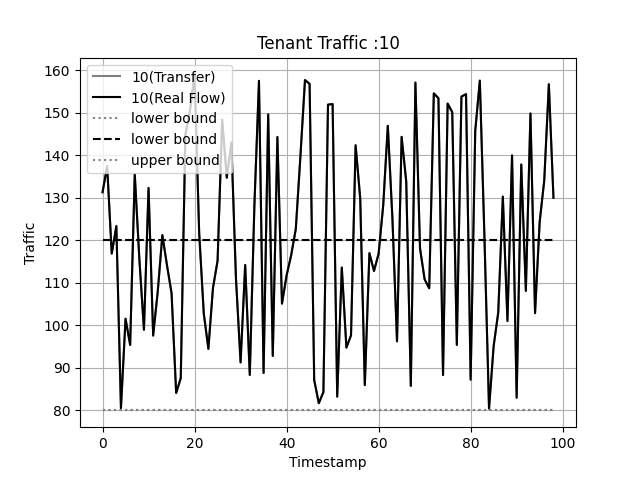 Tenant Traffic :10
160
150
140
130
120
110
100
90
80
Traffic
10(Transfer)
10(Real Flow)
lower bound
lower bound
upper bound
0
20
40
60
80
100
Timestamp